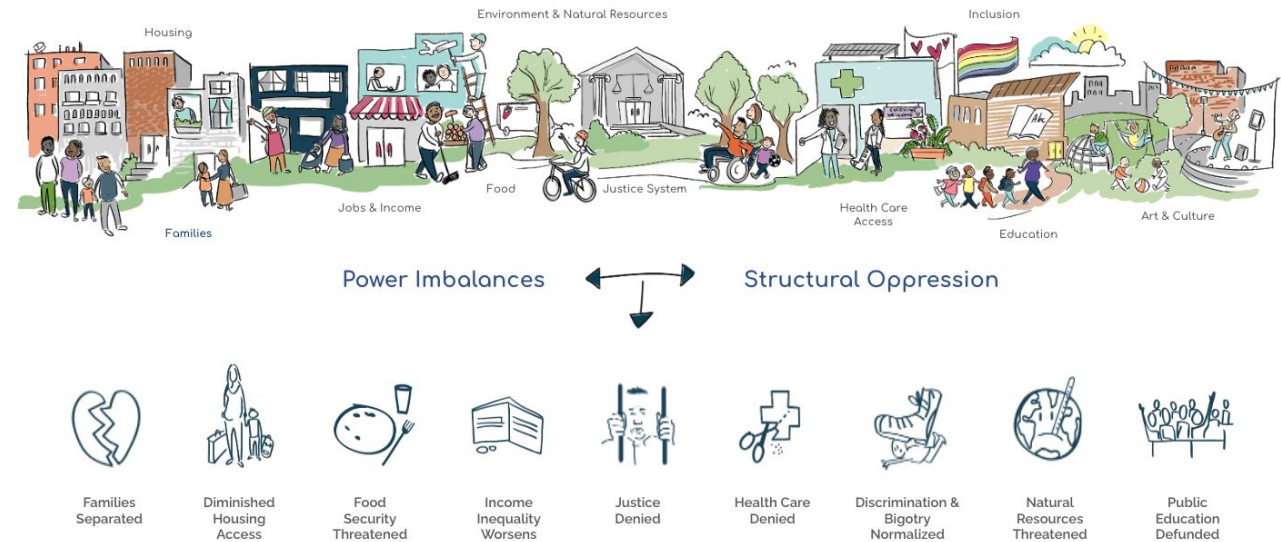 Environment & Natural Resources
Inclusion
Housing
Abc
Food
Justice System
Jobs & Income
Health Care
Access
Art & Culture
Families
Education
Power Imbalances
Structural Oppression
Families
Separated
Diminished
Housing
Access
Food
Security
Threatened
Income
Inequality
Worsens
Justice
Denied
Health Care
Denied
Discrimination &
Bigotry
Normalized
Natural
Resources
Threatened
Public
Education
Defunded